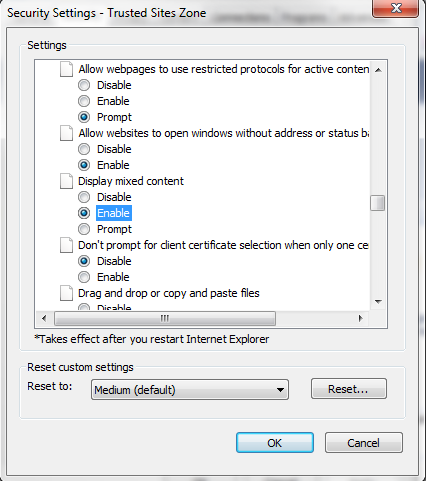 Security Settings - Trusted Sites Zone
Settings
Allow webpages to use restricted protocols for active conten
Disable
Enable
Prompt
Allow websites to open windows without address or status ba
Disable
Enable
Display mixed content
Disable
Enable
Prompt
Don't prompt for client certificate selection when only one ce
Disable
Enable
Drag and drop or copy and paste files
Disable
*Takes effect after you restart Internet Explorer
Reset custom settings
Reset to:
Medium (default)
Reset...
OK
Cancel